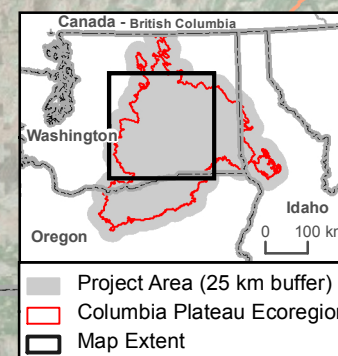 Canada - British Columbia
Washington
Idaho
Oregon
0 100 km
Project Area (25 km buffer)
Columbia Plateau Ecoregion
Map Extent